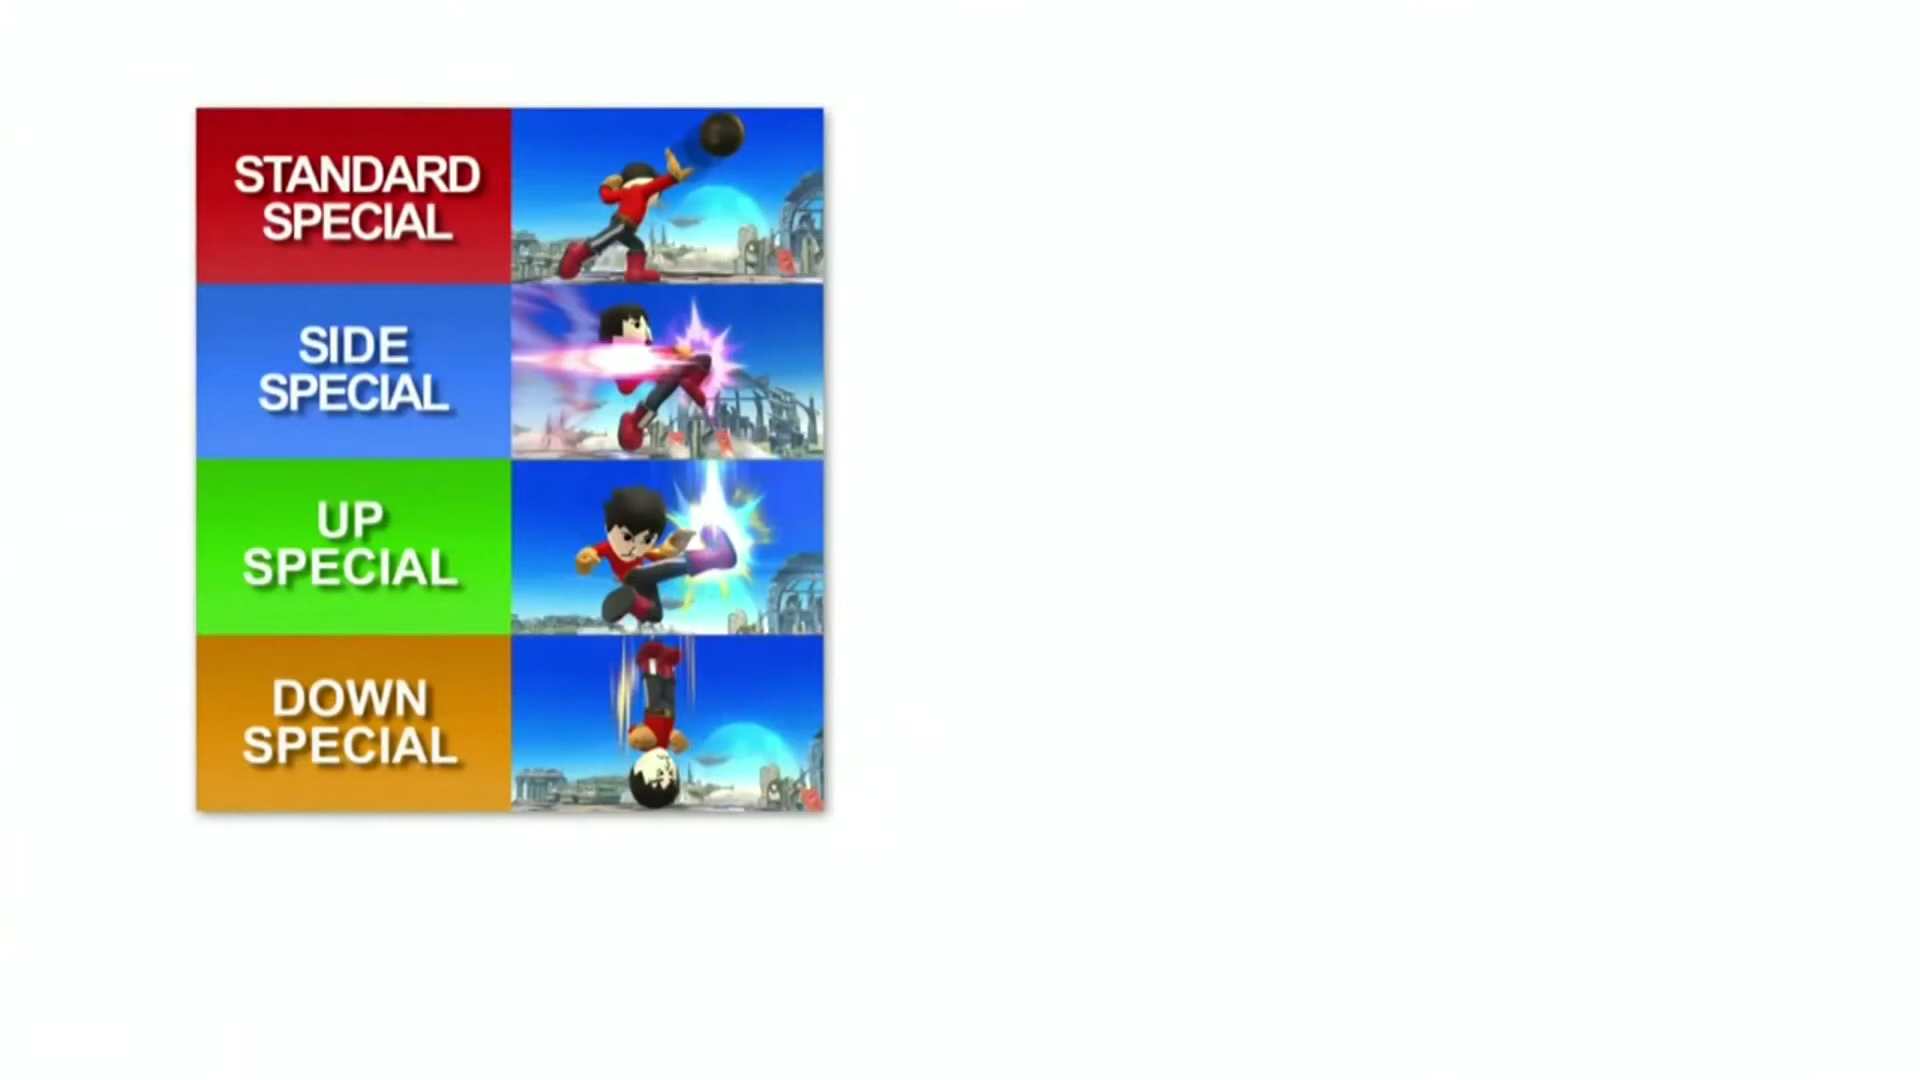 STANDARD
SPECIAL
SIDE
SPECIAL
UP
SPECIAL
DOWN
SPECIAL